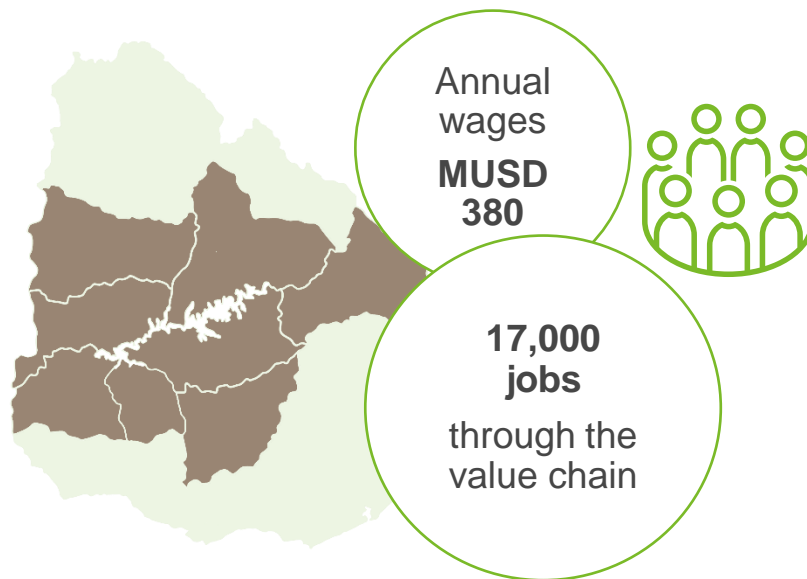 Annual
wages
MUSD
380
17,000
jobs
through the
value chain